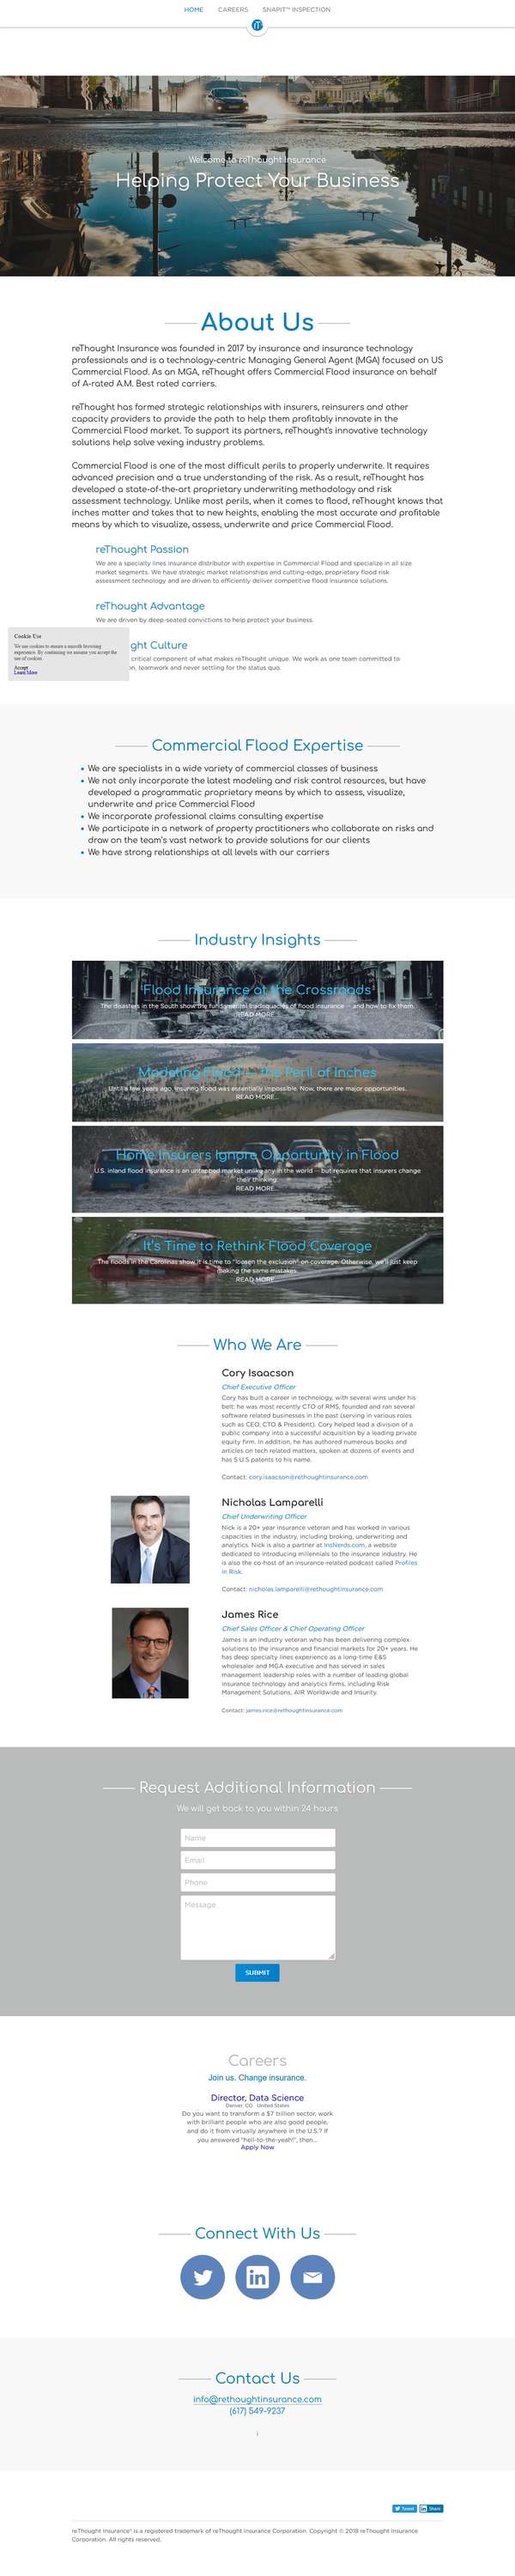 HOME CAREERS SNAPIT™ INSPECTION
rT
Welcome to reThought Insurance
Helping Protect Your Business
About Us
reThought Insurance was founded in 2017 by insurance and insurance technology
professionals and is a technology-centric Managing General Agent (MGA) focused on US
Commercial Flood. As an MGA, reThought offers Commercial Flood insurance on behalf
of A-rated A.M. Best rated carriers.
reThought has formed strategic relationships with insurers, reinsurers and other
capacity providers to provide the path to help them profitably innovate in the
Commercial Flood market. To support its partners, reThought's innovative technology
solutions help solve vexing industry problems.
Commercial Flood is one of the most difficult perils to properly underwrite. It requires
advanced precision and a true understanding of the risk. As a result, reThought has
developed a state-of-the-art proprietary underwriting methodology and risk
assessment technology. Unlike most perils, when it comes to flood, reThought knows that
inches matter and takes that to new heights, enabling the most accurate and profitable
means by which to visualize, assess, underwrite and price Commercial Flood.
reThought Passion
We are a specialty lines insurance distributor with expertise in Commercial Flood and specialize in all size
market segments. We have strategic market relationships and cutting-edge, proprietary flood risk
assessment technology and are driven to efficiently deliver competitive flood insurance solutions.
reThought Advantage
We are driven by deep-seated convictions to help protect your business.
Cookie Use
We use cookies to ensure a smooth browsing
experience. By continuing we assume you accept the
use of cookies.
Accept
Learn More
ght Culture
critical component of what makes reThought unique. We work as one team committed to
on, teamwork and never settling for the status quo.
Commercial Flood Expertise
• We are specialists in a wide variety of commercial classes of business
• We not only incorporate the latest modeling and risk control resources, but have
developed a programmatic proprietary means by which to assess, visualize,
underwrite and price Commercial Flood
• We incorporate professional claims consulting expertise
• We participate in a network of property practitioners who collaborate on risks and
draw on the team's vast network to provide solutions for our clients
• We have strong relationships at all levels with our carriers
Industry Insights
'Flood Insurance at the Crossroads'
The disasters in the South show the fundamental inadequacies of flood insurance -- and how to fix them.
READ MORE...
Modeling Flood -- the Peril of Inches
Until a few years ago, insuring flood was essentially impossible. Now, there are major opportunities.
READ MORE...
Home Insurers Ignore Opportunity in Flood
U.S. inland flood insurance is an untapped market unlike any in the world -- but requires that insurers change
their thinking.
READ MORE...
It's Time to Rethink Flood Coverage
The floods in the Carolinas show it is time to "loosen the exclusion" on coverage. Otherwise, we'll just keep
making the same mistakes.
READ MORE...
Who We Are
Cory Isaacson
Chief Executive Officer
Cory has built a career in technology, with several wins under his
belt: he was most recently CTO of RMS, founded and ran several
software related businesses in the past (serving in various roles
such as CEO, CTO & President). Cory helped lead a division of a
public company into a successful acquisition by a leading private
equity firm. In addition, he has authored numerous books and
articles on tech related matters, spoken at dozens of events and
has 5 U.S patents to his name.
Contact: cory.isaacson@rethoughtinsurance.com
Nicholas Lamparelli
Chief Underwriting Officer
Nick is a 20+ year insurance veteran and has worked in various
capacities in the industry, including broking, underwriting and
analytics. Nick is also a partner at InsNerds.com, a website
dedicated to introducing millennials to the insurance industry. He
is also the co-host of an insurance-related podcast called Profiles
in Risk.
Contact: nicholas.lamparelli@rethoughtinsurance.com
James Rice
Chief Sales Officer & Chief Operating Officer
James is an industry veteran who has been delivering complex
solutions to the insurance and financial markets for 20+ years. He
has deep specialty lines experience as a long-time E&S
wholesaler and MGA executive and has served in sales
management leadership roles with a number of leading global
insurance technology and analytics firms, including Risk
Management Solutions, AIR Worldwide and Insurity.
Contact: james.rice@rethoughtinsurance.com
Request Additional Information
We will get back to you within 24 hours
Name
Email
Phone
Message
SUBMIT
Careers
Join us. Change insurance.
Director, Data Science
Denver, CO United States
Do you want to transform a $7 trillion sector, work
with brilliant people who are also good people,
and do it from virtually anywhere in the U.S.? If
you answered "hell-to-the-yeah!", then...
Apply Now
Connect With Us
in
Contact Us
info@rethoughtinsurance.com
(617) 549-9237
Tweet in Share
reThought Insurance® is a registered trademark of reThought Insurance Corporation. Copyright © 2018 reThought Insurance
Corporation. All rights reserved.